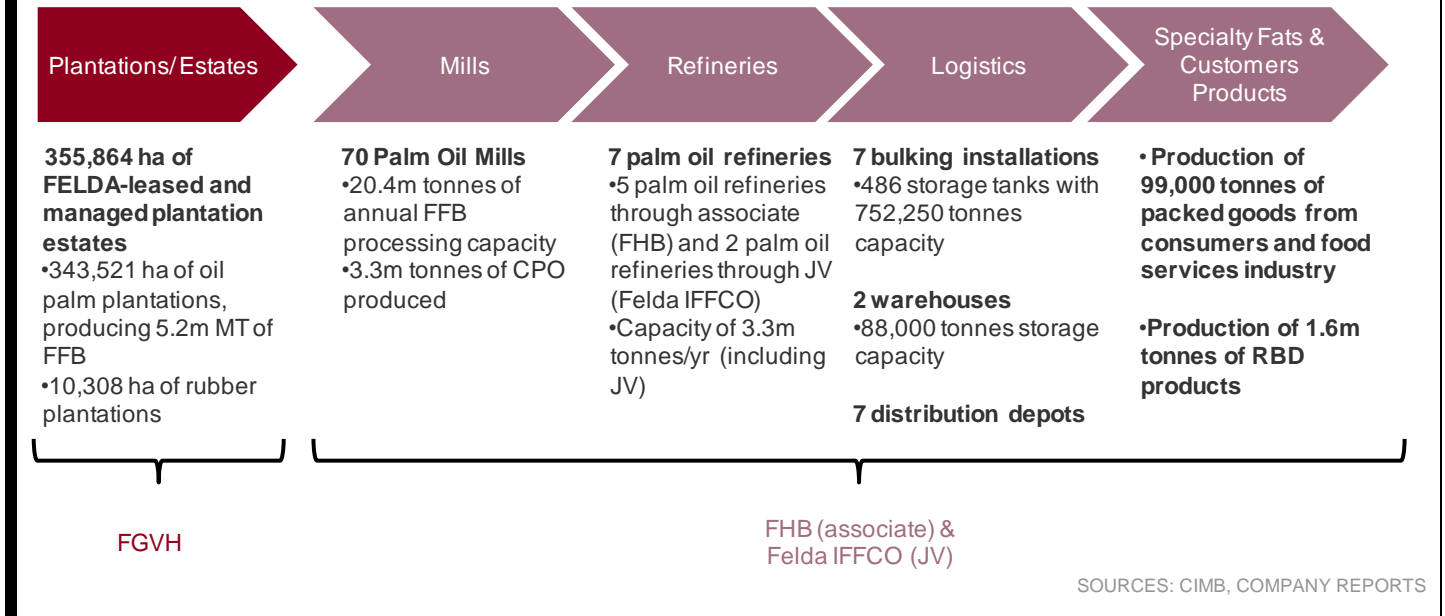 Plantations/Estates
Mills
Refineries
Logistics
Specialty Fats &
Customers
Products
355,864 ha of
FELDA-leased and
managed plantation
estates
•343,521 ha of oil
palm plantations,
producing 5.2m MT of
FFB
•10,308 ha of rubber
plantations
70 Palm Oil Mills
•20.4m tonnes of
annual FFB
processing capacity
•3.3m tonnes of CPO
produced
7 palm oil refineries
•5 palm oil refineries
through associate
(FHB) and 2 palm oil
refineries through JV
(Felda IFFCO)
•Capacity of 3.3m
tonnes/yr (including
JV)
7 bulking installations
•486 storage tanks with
752,250 tonnes
capacity
2 warehouses
•88,000 tonnes storage
capacity
7 distribution depots
• Production of
99,000 tonnes of
packed goods from
consumers and food
services industry
•Production of 1.6m
tonnes of RBD
products
FGVH
FHB (associate) &
Felda IFFCO (JV)
SOURCES: CIMB, COMPANY REPORTS